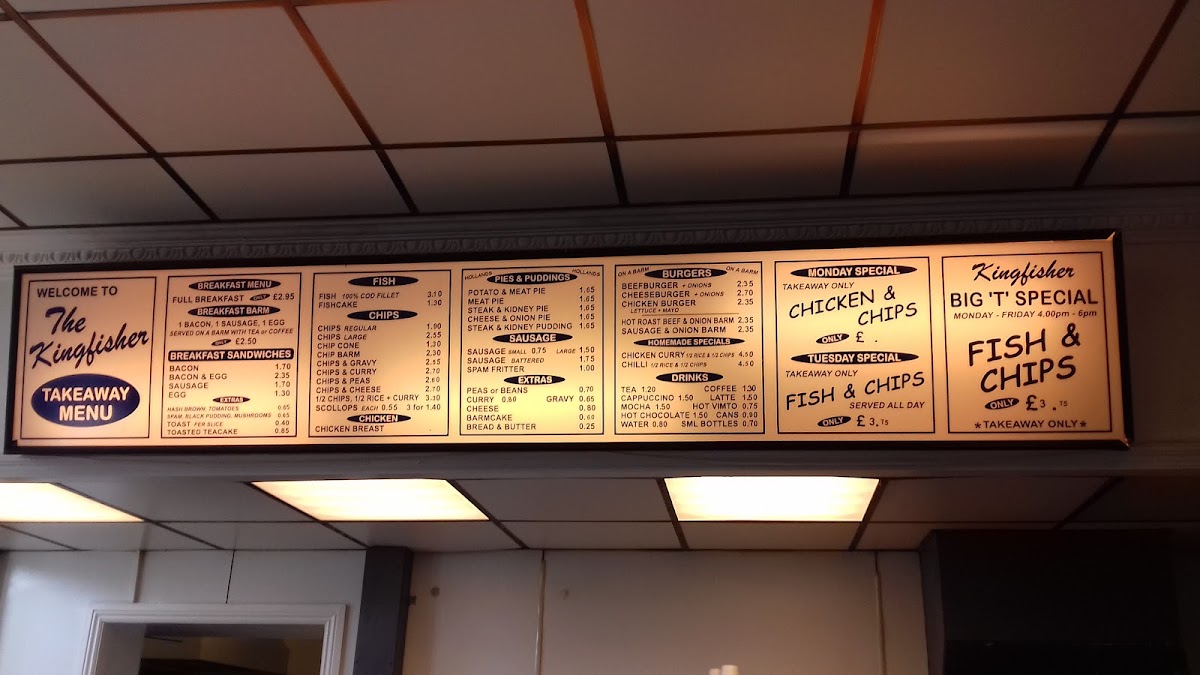 WELCOME TO
The
Kingfisher
TAKEAWAY
MENU
BREAKFAST MENU
FULL BREAKFAST ONLY £2.95
BREAKFAST BARM
1 BACON, 1 SAUSAGE, 1 EGG
SERVED ON A BARM WITH TEA or COFFEE
ONLY £2.50
BREAKFAST SANDWICHES
BACON 1.70
BACON & EGG 2.35
SAUSAGE 1.70
EGG 1.30
EXTRAS
HASH BROWN, TOMATOES 0.65
SPAM, BLACK PUDDING, MUSHROOMS 0.65
TOAST PER SLICE 0.40
TOASTED TEACAKE 0.85
FISH
FISH 100% COD FILLET 3.10
FISHCAKE 1.30
CHIPS
CHIPS REGULAR 1.90
CHIPS LARGE 2.55
CHIP CONE 1.30
CHIP BARM 2.30
CHIPS & GRAVY 2.55
CHIPS & CURRY 2.70
CHIPS & PEAS 2.60
CHIPS & CHEESE 2.70
1/2 CHIPS, 1/2 RICE + CURRY 3.10
SCOLLOPS EACH 0.55 3 for 1.40
CHICKEN
CHICKEN BREAST
HOLLANDS PIES & PUDDINGS HOLLANDS
POTATO & MEAT PIE 1.65
MEAT PIE 1.65
STEAK & KIDNEY PIE 1.65
CHEESE & ONION PIE 1.65
STEAK & KIDNEY PUDDING 1.65
SAUSAGE
SAUSAGE SMALL 0.75 LARGE 1.50
SAUSAGE BATTERED 1.75
SPAM FRITTER 1.00
EXTRAS
PEAS or BEANS 0.70
CURRY 0.80 GRAVY 0.65
CHEESE 0.80
BARMCAKE 0.60
BREAD & BUTTER 0.25
ON A BARM BURGERS ON A BARM
BEEFBURGER + ONIONS 2.35
CHEESEBURGER + ONIONS 2.70
CHICKEN BURGER 2.35
LETTUCE + MAYO
HOT ROAST BEEF & ONION BARM 2.35
SAUSAGE & ONION BARM 2.35
HOMEMADE SPECIALS
CHICKEN CURRY 1/2 RICE & 1/2 CHIPS 4.50
CHILLI 1/2 RICE & 1/2 CHIPS 4.50
DRINKS
TEA 1.20 COFFEE 1.30
CAPPUCCINO 1.50 LATTE 1.50
MOCHA 1.50 HOT VIMTO 0.75
HOT CHOCOLATE 1.50 CANS 0.90
WATER 0.80 SML BOTTLES 0.70
MONDAY SPECIAL
TAKEAWAY ONLY
CHICKEN &
CHIPS
ONLY £ .
TUESDAY SPECIAL
TAKEAWAY ONLY
FISH & CHIPS
SERVED ALL DAY
ONLY £3.75
Kingfisher
BIG 'T' SPECIAL
MONDAY - FRIDAY 4.00pm - 6pm
FISH &
CHIPS
ONLY £3.75
*TAKEAWAY ONLY*